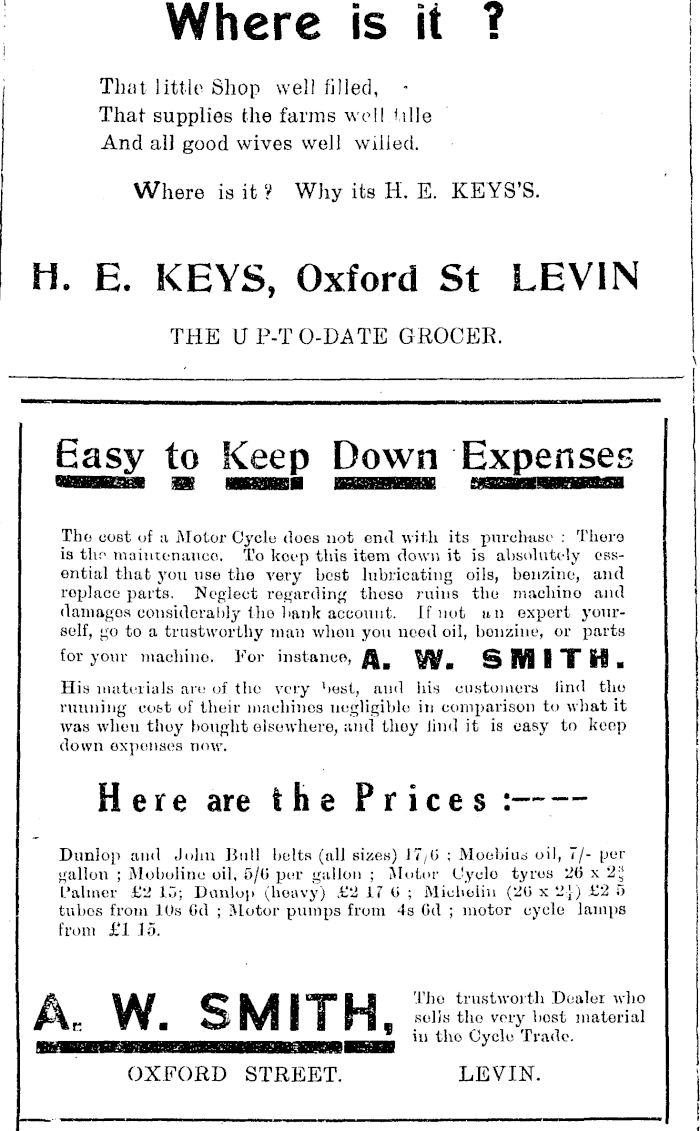 Where is it ?
That little Shop well filled,
That supplies the farms well
And all good wives well willed.
Where is it ? Why its H. E. KEYS'S.
H. E. KEYS, Oxford St LEVIN
THE UP-TO-DATE GROCER.
Easy to Keep Down Expenses
The cost of a Motor Cycle does not end with its purchase : There
is the maintenance. To keep this item down it is absolutely ess-
ential that you use the very best lubricating oils, benzine, and
replace parts. Neglect regarding these ruins the machine and
damages considerably the bank account. If not an expert your-
self, go to a trustworthy man when you need oil, benzine, or parts
for your machine. For instance, A. W. SMITH.
His materials are of the very best, and his customers find the
running cost of their machines negligible in comparison to what it
was when they bought elsewhere, and they find it is easy to keep
down expenses now.
Here are the Prices :----
Dunlop and John Bull belts (all sizes) 17/6 ; Moebius oil, 7/- per
gallon ; Moboline oil, 5/6 per gallon ; Motor Cycle tyres 26 x
Palmer £2 15; Dunlop (heavy) £2 17 6 ; Michelin (26 x 2¼) £2 5
tubes from 10s 6d ; Motor pumps from 4s 6d ; motor cycle lamps
from £1 15.
A. W. SMITH,
The trustworth Dealer who
sells the very best material
in the Cycle Trade.
OXFORD STREET. LEVIN.